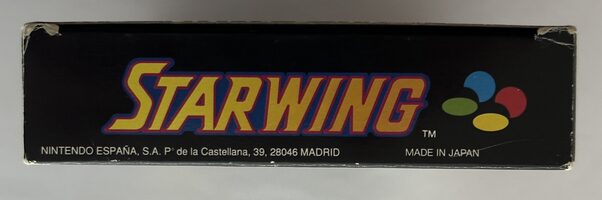 STARWING
TM
NINTENDO ESPAÑA, S.A. Pº de la Castellana, 39, 28046 MADRID
MADE IN JAPAN